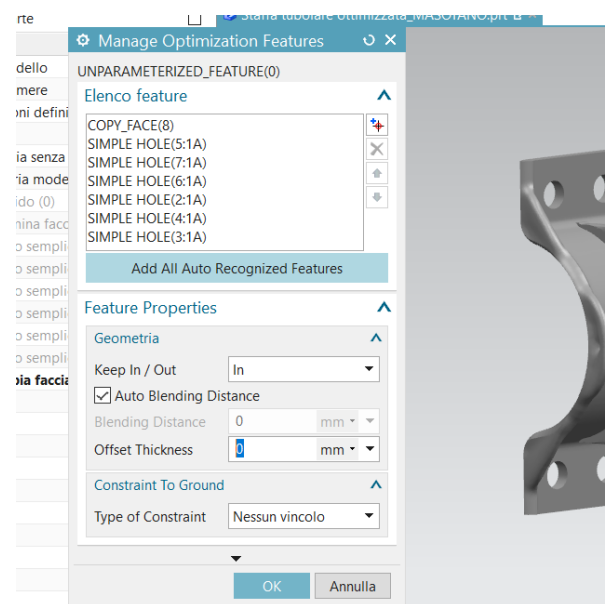 rte
Staffa tubolare ottimizzata_MASOTANO.prt
Manage Optimization Features
UNPARAMETERIZED_FEATURE(0)
dello
Elenco feature
mere
oni defini
COPY_FACE(8)
SIMPLE HOLE(5:1A)
ia senza
SIMPLE HOLE(7:1A)
ria mode
SIMPLE HOLE(6:1A)
ido (0)
SIMPLE HOLE(2:1A)
mina facc
SIMPLE HOLE(4:1A)
SIMPLE HOLE(3:1A)
o sempli
o sempli
Add All Auto Recognized Features
o sempli
Feature Properties
o sempli
o sempli
Geometria
o sempli
Keep In / Out In
pia faccia
Auto Blending Distance
Blending Distance 0 mm
Offset Thickness 0 mm
Constraint To Ground
Type of Constraint Nessun vincolo
OK Annulla